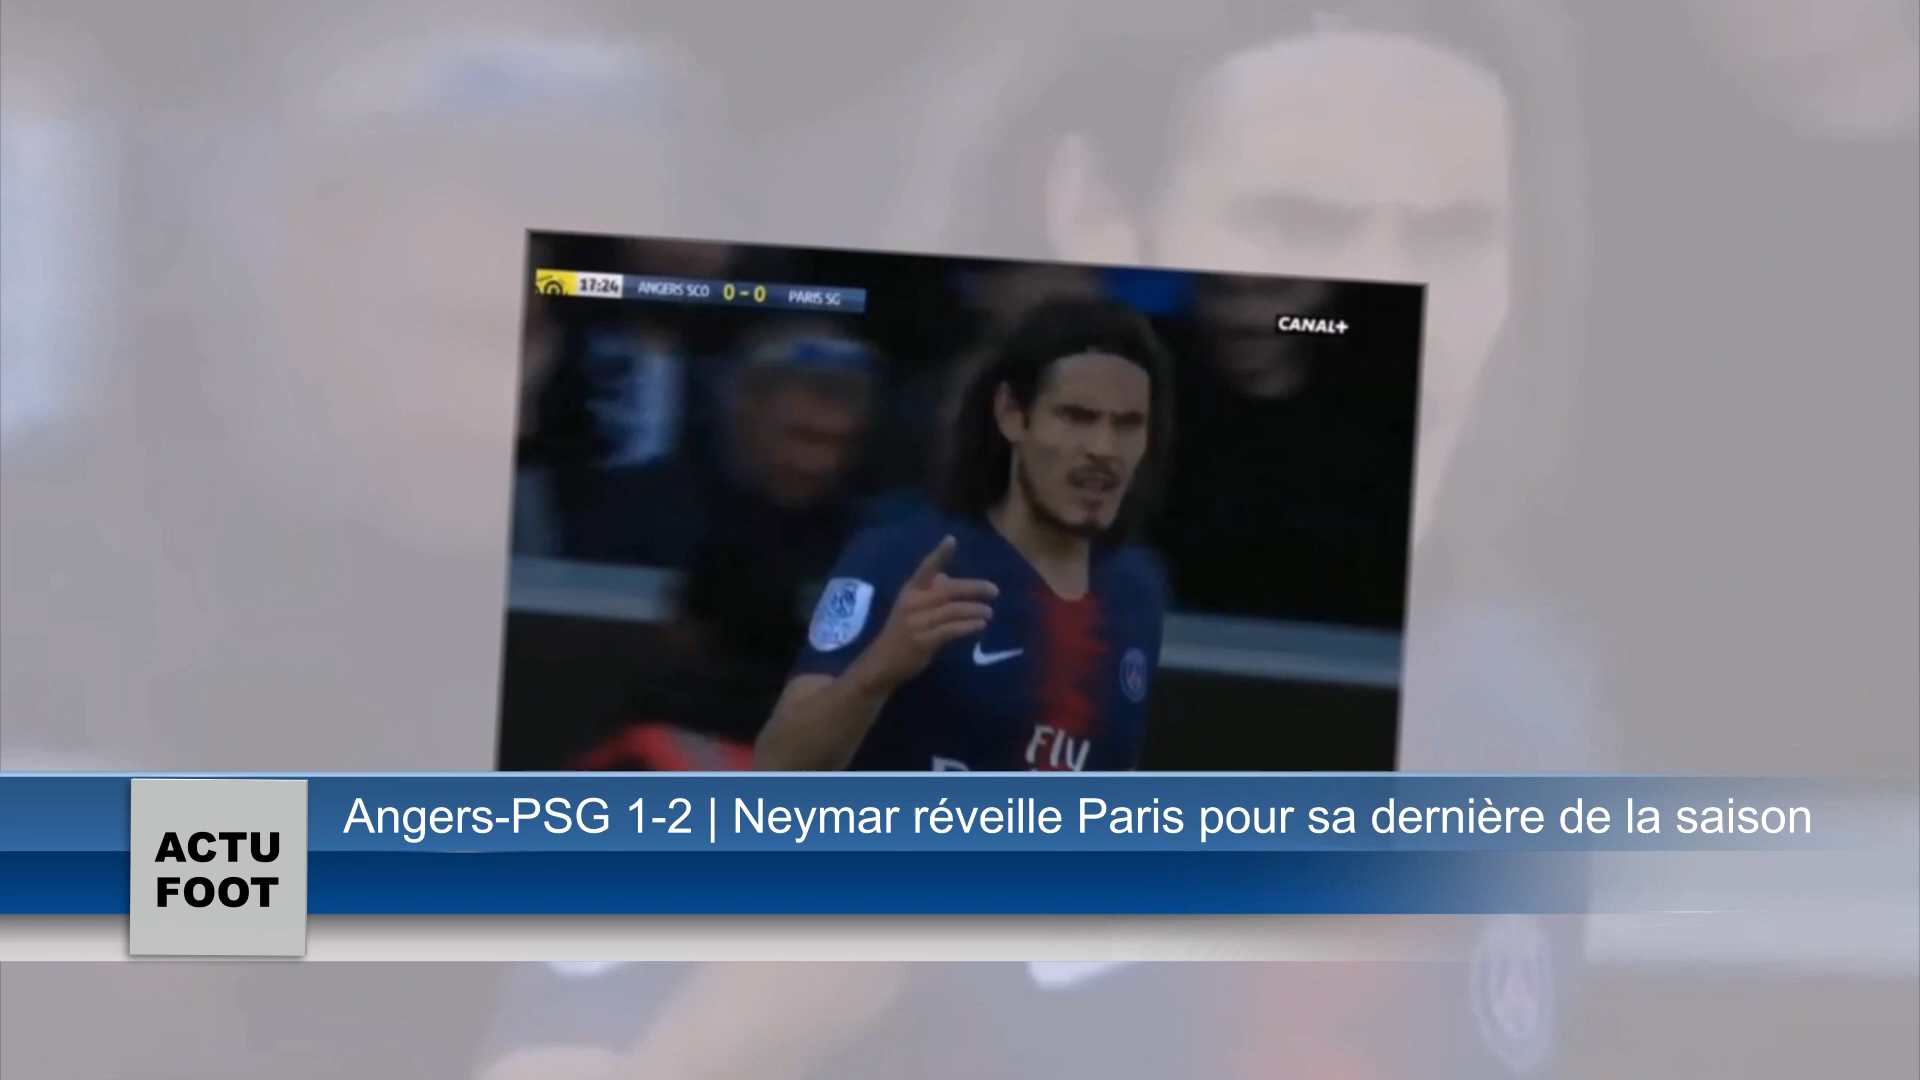 17:24 ANGERS SCO 0 - 0 PARIS SG
CANAL+
Fly
Angers-PSG 1-2 | Neymar réveille Paris pour sa dernière de la saison
ACTU
FOOT